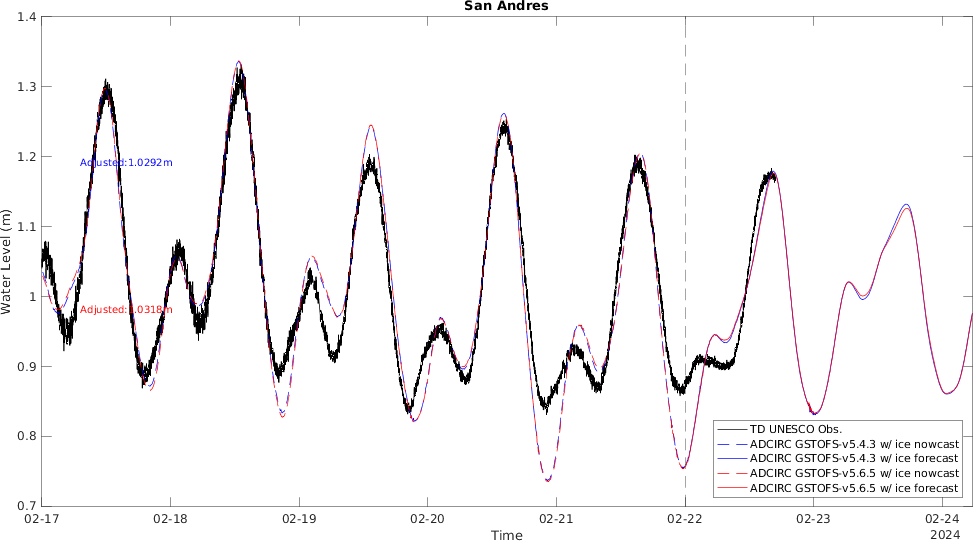 San Andres
1.4
1.3
1.2
1.1
1
0.9
0.8
0.7
Water Level (m)
Adjusted:1.0292m
Adjusted:1.0318m
TD UNESCO Obs.
ADCIRC GSTOFS-v5.4.3 w/ ice nowcast
ADCIRC GSTOFS-v5.4.3 w/ ice forecast
ADCIRC GSTOFS-v5.6.5 w/ ice nowcast
ADCIRC GSTOFS-v5.6.5 w/ ice forecast
02-17 02-18 02-19 02-20 02-21 02-22 02-23 02-24
Time
2024